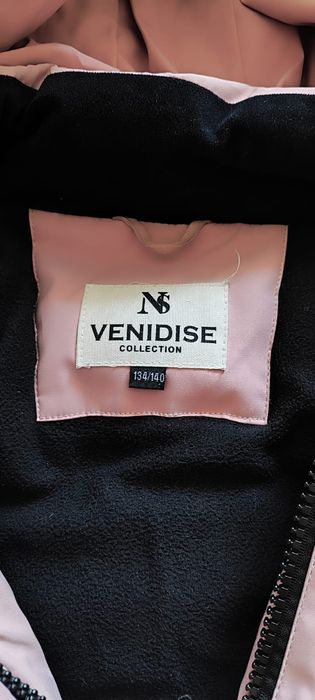 NS
VENIDISE
COLLECTION
134/140